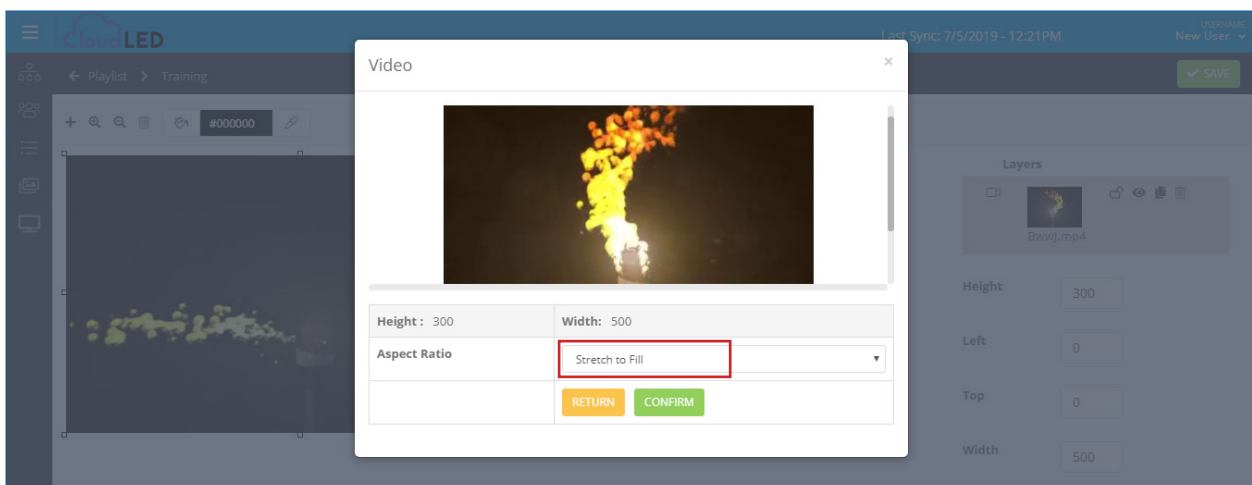 CloudLED
Last Sync: 7/5/2019 - 12:21PM
USERNAME
New User
Playlist > Training
SAVE
#000000
Video
×
Height : 300 Width: 500
Aspect Ratio Stretch to Fill
RETURN CONFIRM
Layers
BwwJ.mp4
Height 300
Left 0
Top 0
Width 500